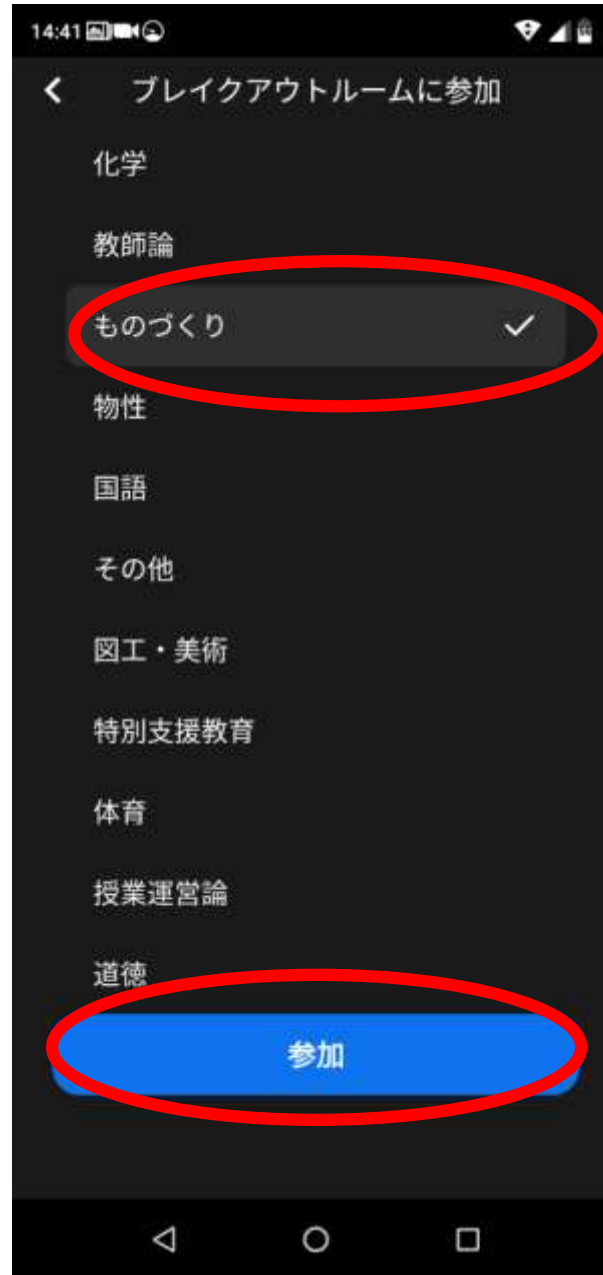 14:41
ブレイクアウトルームに参加
化学
教師論
ものづくり
物性
国語
その他
図工・美術
特別支援教育
体育
授業運営論
道徳
参加